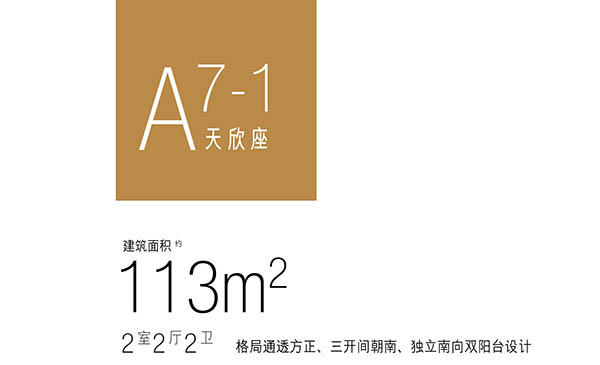 A7-1
天欣座
建筑面积约
113m²
2室2厅2卫
格局通透方正、三开间朝南、独立南向双阳台设计